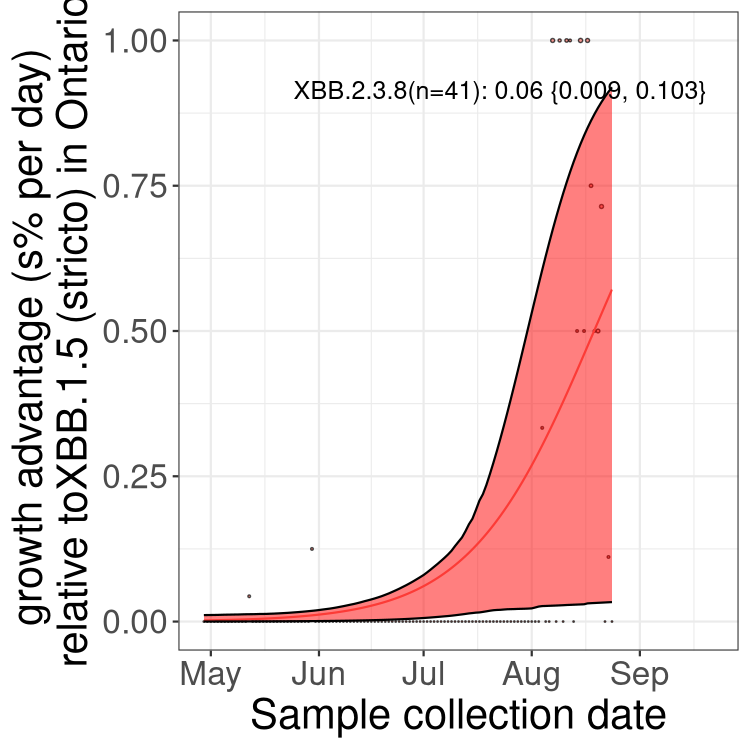 growth advantage (s% per day)
relative toXBB.1.5 (stricto) in Ontario
1.00
0.75
0.50
0.25
0.00
XBB.2.3.8(n=41): 0.06 {0.009, 0.103}
May Jun Jul Aug Sep
Sample collection date